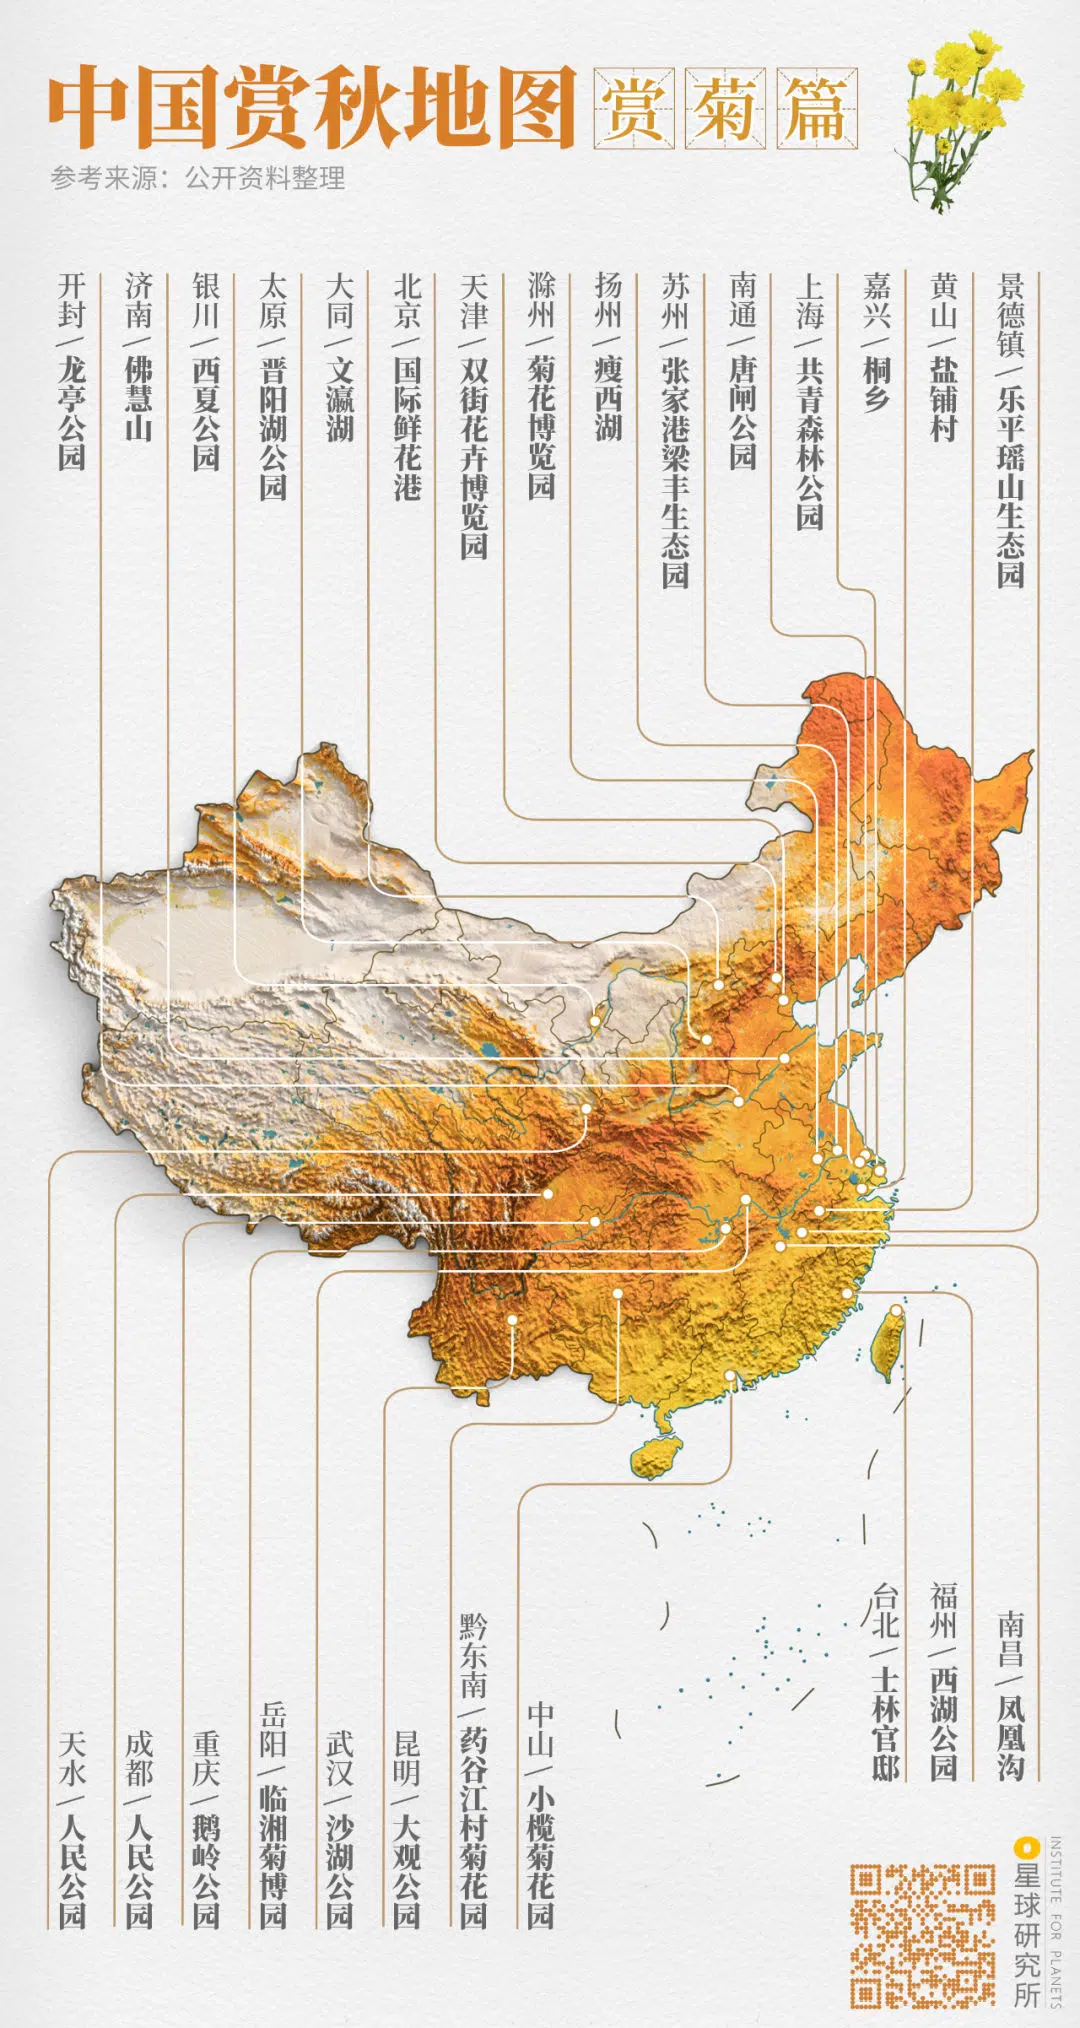 中国赏秋地图 赏菊篇
参考来源：公开资料整理
开封/龙亭公园
济南/佛慧山
银川/西夏公园
太原/晋阳湖公园
大同/文瀛湖
北京/国际鲜花港
天津/双街花卉博览园
滁州/菊花博览园
扬州/瘦西湖
苏州/张家港梁丰生态园
南通/唐闸公园
上海/共青森林公园
嘉兴/桐乡
黄山/盐铺村
景德镇/乐平瑶山生态园
天水/人民公园
成都/人民公园
重庆/鹅岭公园
岳阳/临湘菊博园
武汉/沙湖公园
昆明/大观公园
黔东南/药谷江村菊花园
中山/小榄菊花园
台北/士林官邸
福州/西湖公园
南昌/凤凰沟
星球研究所
INSTITUTE FOR PLANETS